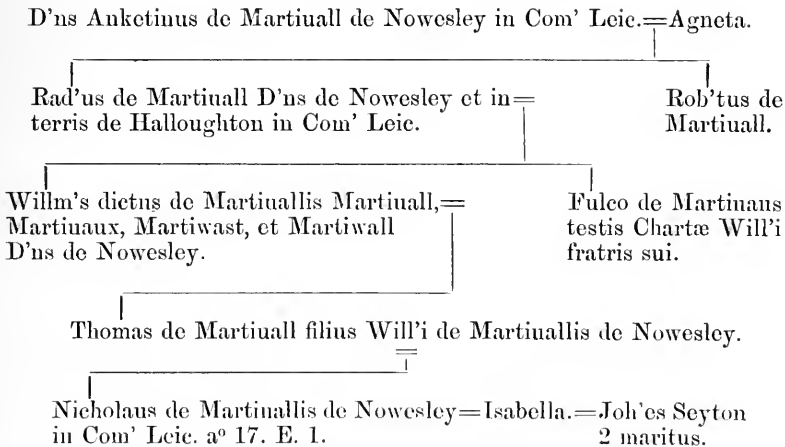 D'ns Anketinus de Martiuall de Nowesley in Com' Leic.=Agneta.
Rad'us de Martiuall D'ns de Nowesley et in=
terris de Halloughton in Com' Leic.
Rob'tus de
Martiuall.
Willm's dictus de Martiuallis Martiuall,=
Martiuaux, Martiwast, et Martiwall
D'ns de Nowesley.
Fulco de Martinaus
testis Chartæ Will'i
fratris sui.
Thomas de Martiuall filius Will'i de Martiuallis de Nowesley.
=
Nicholaus de Martinallis de Nowesley=Isabella.=Joh'es Seyton
in Com' Leic. aº 17. E. 1.
2 maritus.